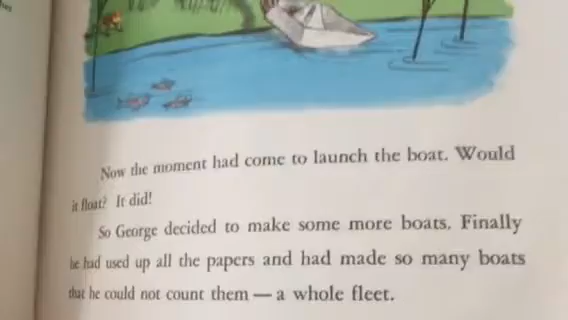 Now the moment had come to launch the boat. Would
it float? It did!
So George decided to make some more boats. Finally
he had used up all the papers and had made so many boats
that he could not count them — a whole fleet.